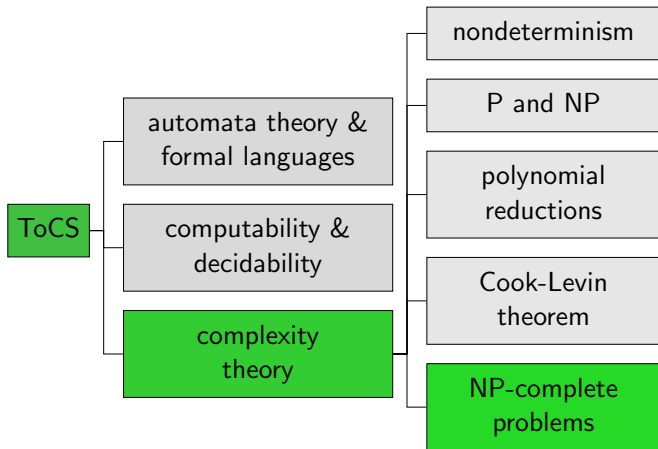 ToCS
automata theory &
formal languages
computability &
decidability
complexity
theory
nondeterminism
P and NP
polynomial
reductions
Cook-Levin
theorem
NP-complete
problems